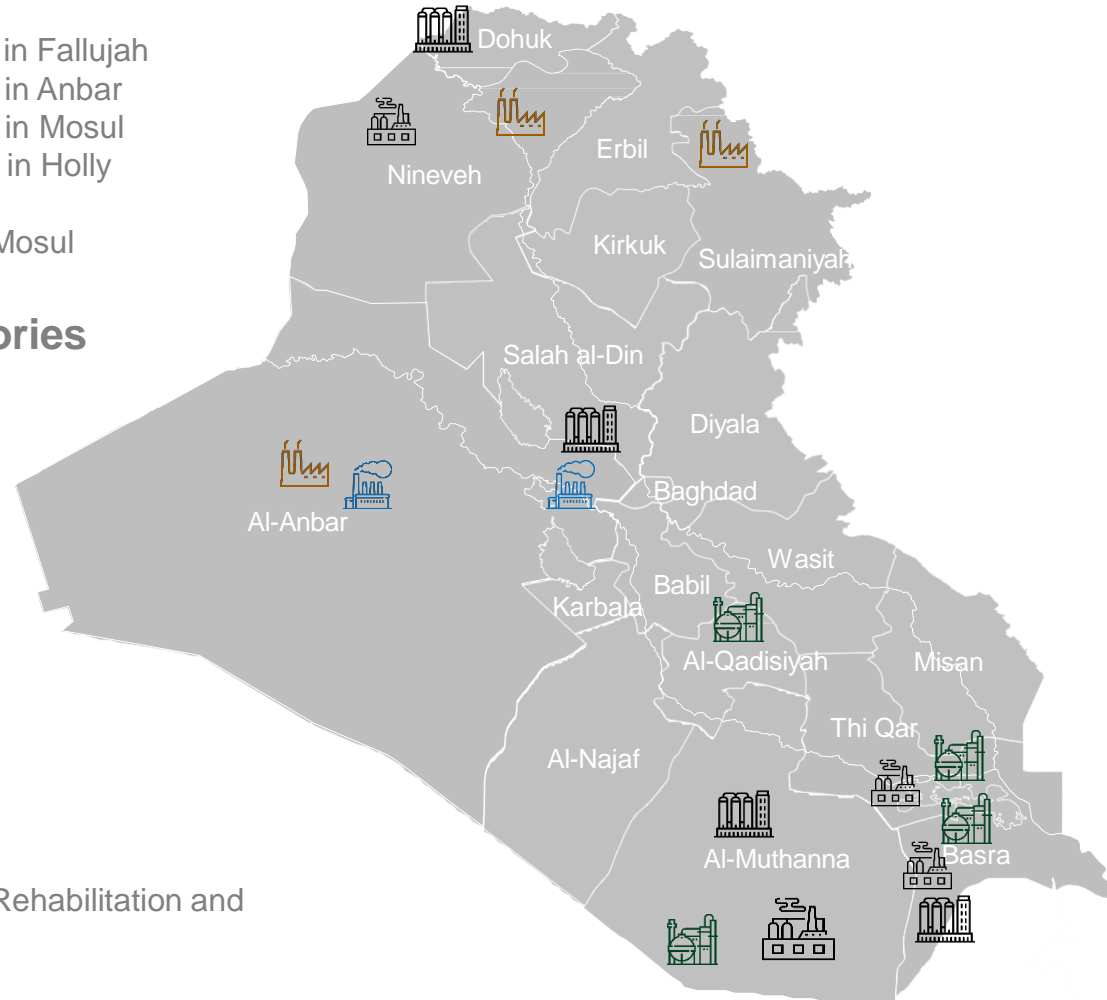 in Fallujah
in Anbar
in Mosul
in Holly
Mosul
ories
Rehabilitation and
Dohuk
Erbil
Nineveh
Kirkuk
Sulaimaniyah
Salah al-Din
Diyala
Baghdad
Al-Anbar
Wasit
Babil
Karbala
Al-Qadisiyah
Misan
Thi Qar
Al-Najaf
Al-Muthanna
Basra